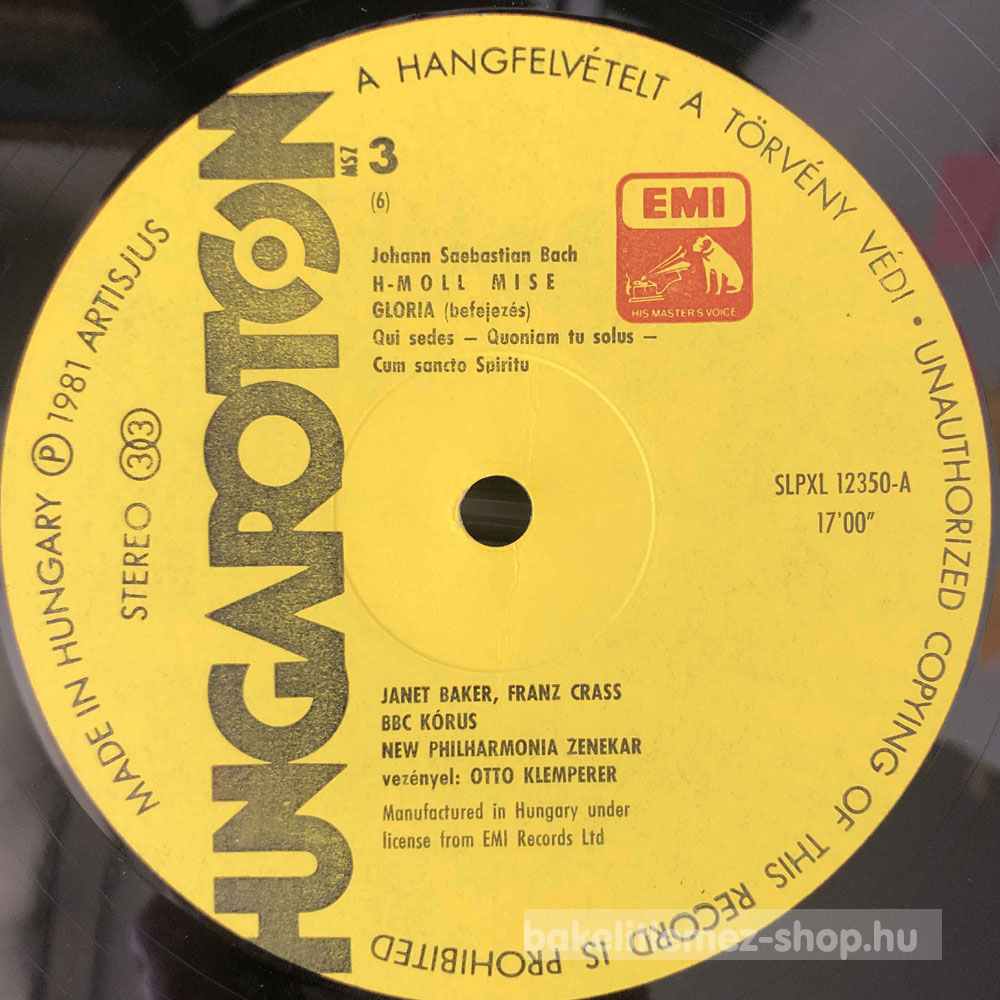 A HANGFELVÉTELT A TÖRVÉNY VÉDI • UNAUTHORIZED COPYING OF THIS RECORD IS PROHIBITED
MADE IN HUNGARY Ⓟ 1981 ARTISJUS
STEREO 33
HUNGAROTON
MSZ 3
(6)
EMI
HIS MASTER'S VOICE
Johann Saebastian Bach
H-MOLL MISE
GLORIA (befejezés)
Qui sedes — Quoniam tu solus —
Cum sancto Spiritu
SLPXL 12350-A
17'00"
JANET BAKER, FRANZ CRASS
BBC KÓRUS
NEW PHILHARMONIA ZENEKAR
vezényel: OTTO KLEMPERER
Manufactured in Hungary under
license from EMI Records Ltd
bakelitlemez-shop.hu